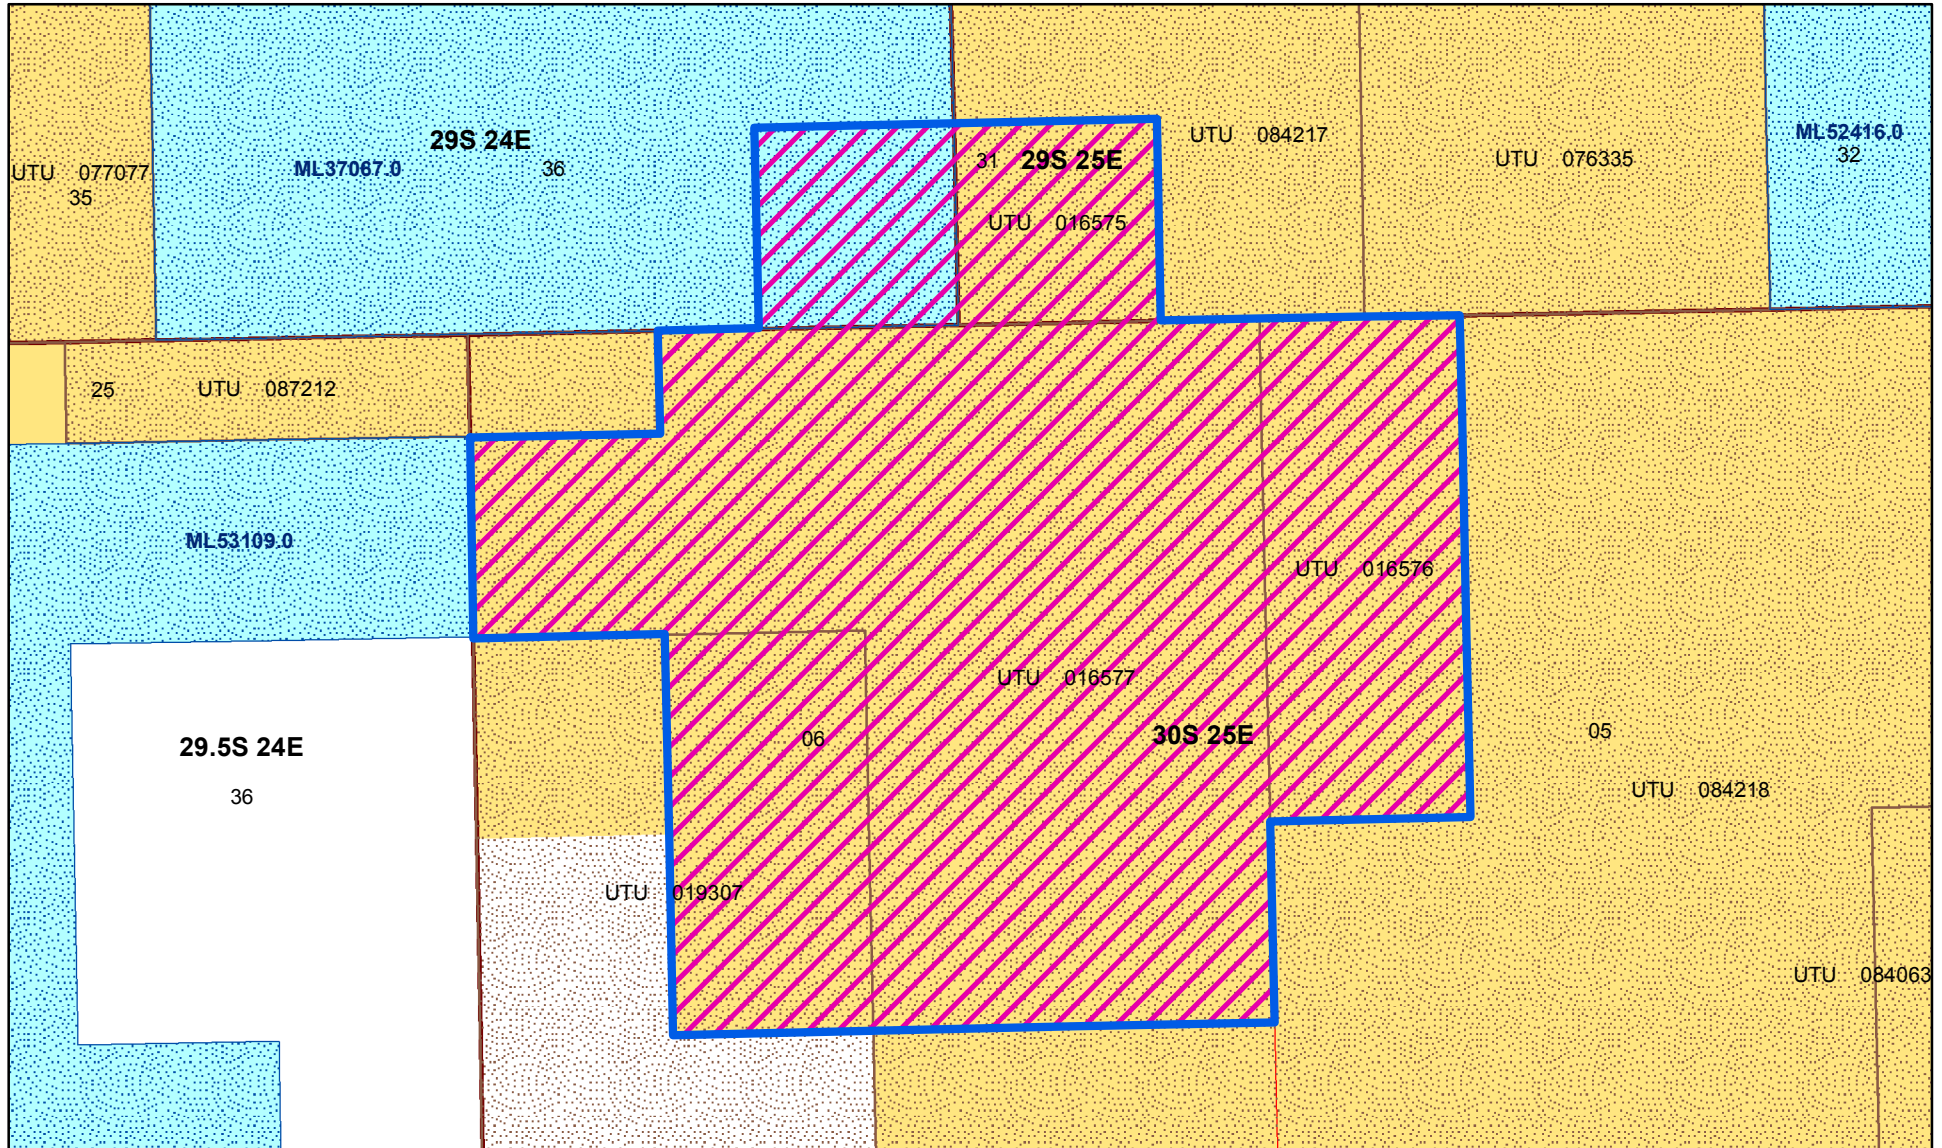 29S 24E
ML37067.0 36
UTU 077077
35
31 29S 25E
UTU 016575
UTU 084217
UTU 076335
ML52416.0
32
25 UTU 087212
ML53109.0
UTU 016576
UTU 016577
06
30S 25E
05
UTU 084218
29.5S 24E
36
UTU 019307
UTU 084063